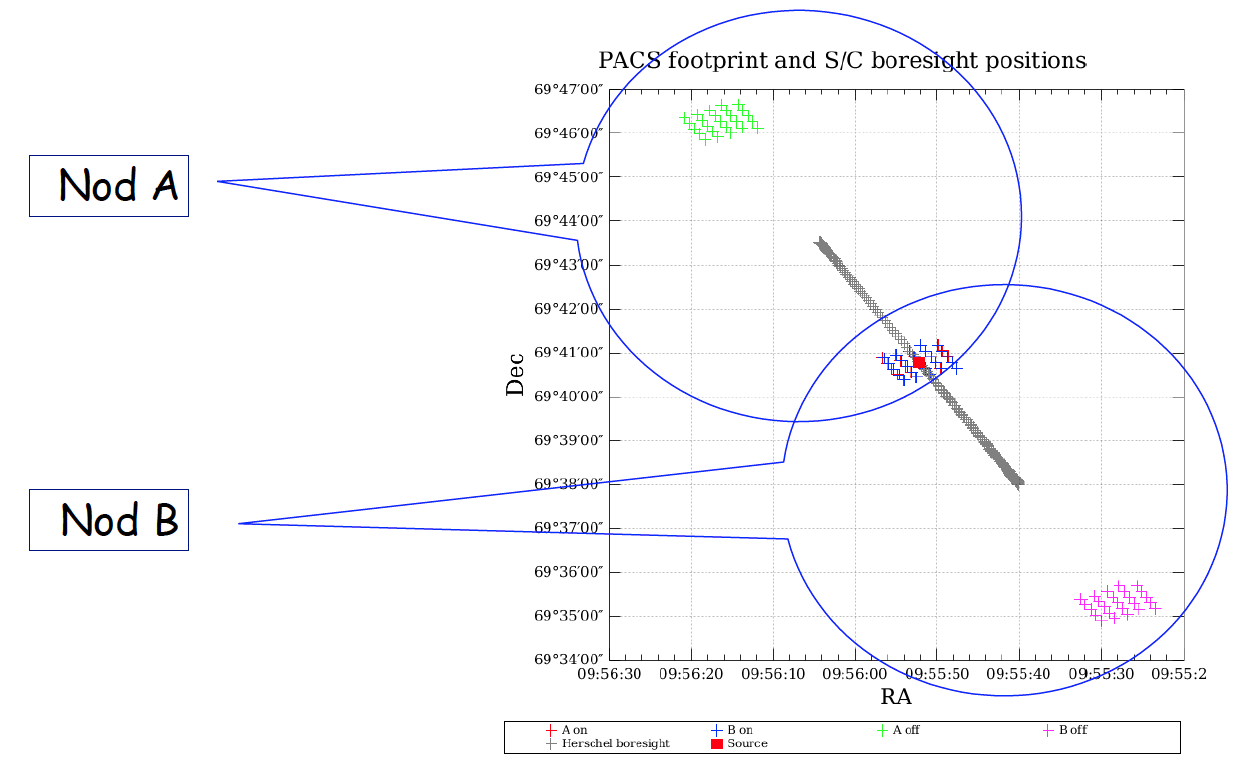 PACS footprint and S/C boresight positions
Nod A
Nod B
69°47′00″
69°46′00″
69°45′00″
69°44′00″
69°43′00″
69°42′00″
69°41′00″
69°40′00″
69°39′00″
69°38′00″
69°37′00″
69°36′00″
69°35′00″
69°34′00″
Dec
09:56:30 09:56:20 09:56:10 09:56:00 09:55:50 09:55:40 09:55:30 09:55:2
RA
A on B on A off B off
Herschel boresight Source